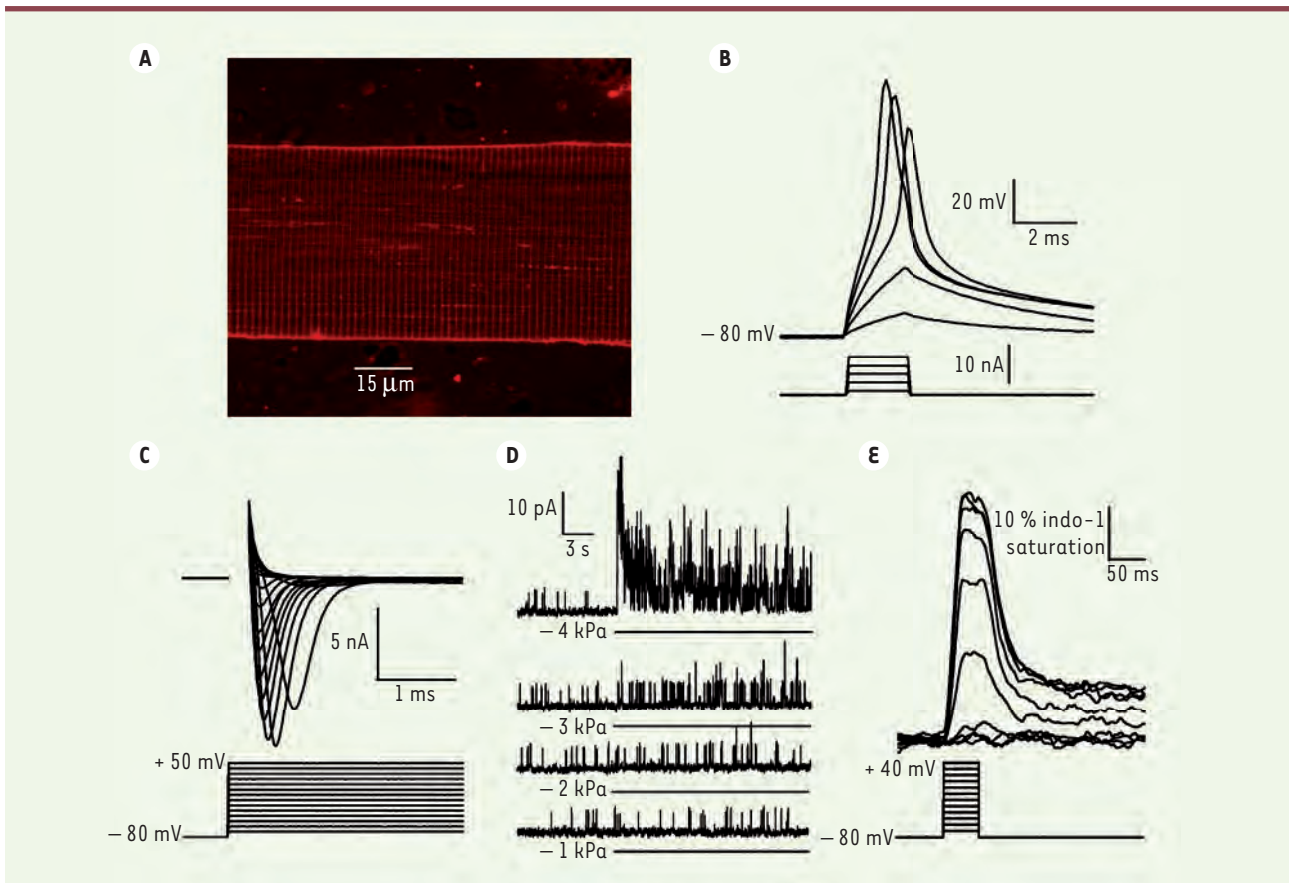 A
15 μm
B
20 mV
2 ms
– 80 mV
10 nA
C
5 nA
1 ms
+ 50 mV
– 80 mV
D
10 pA
3 s
– 4 kPa
– 3 kPa
– 2 kPa
– 1 kPa
E
10 % indo-1
saturation
50 ms
+ 40 mV
– 80 mV